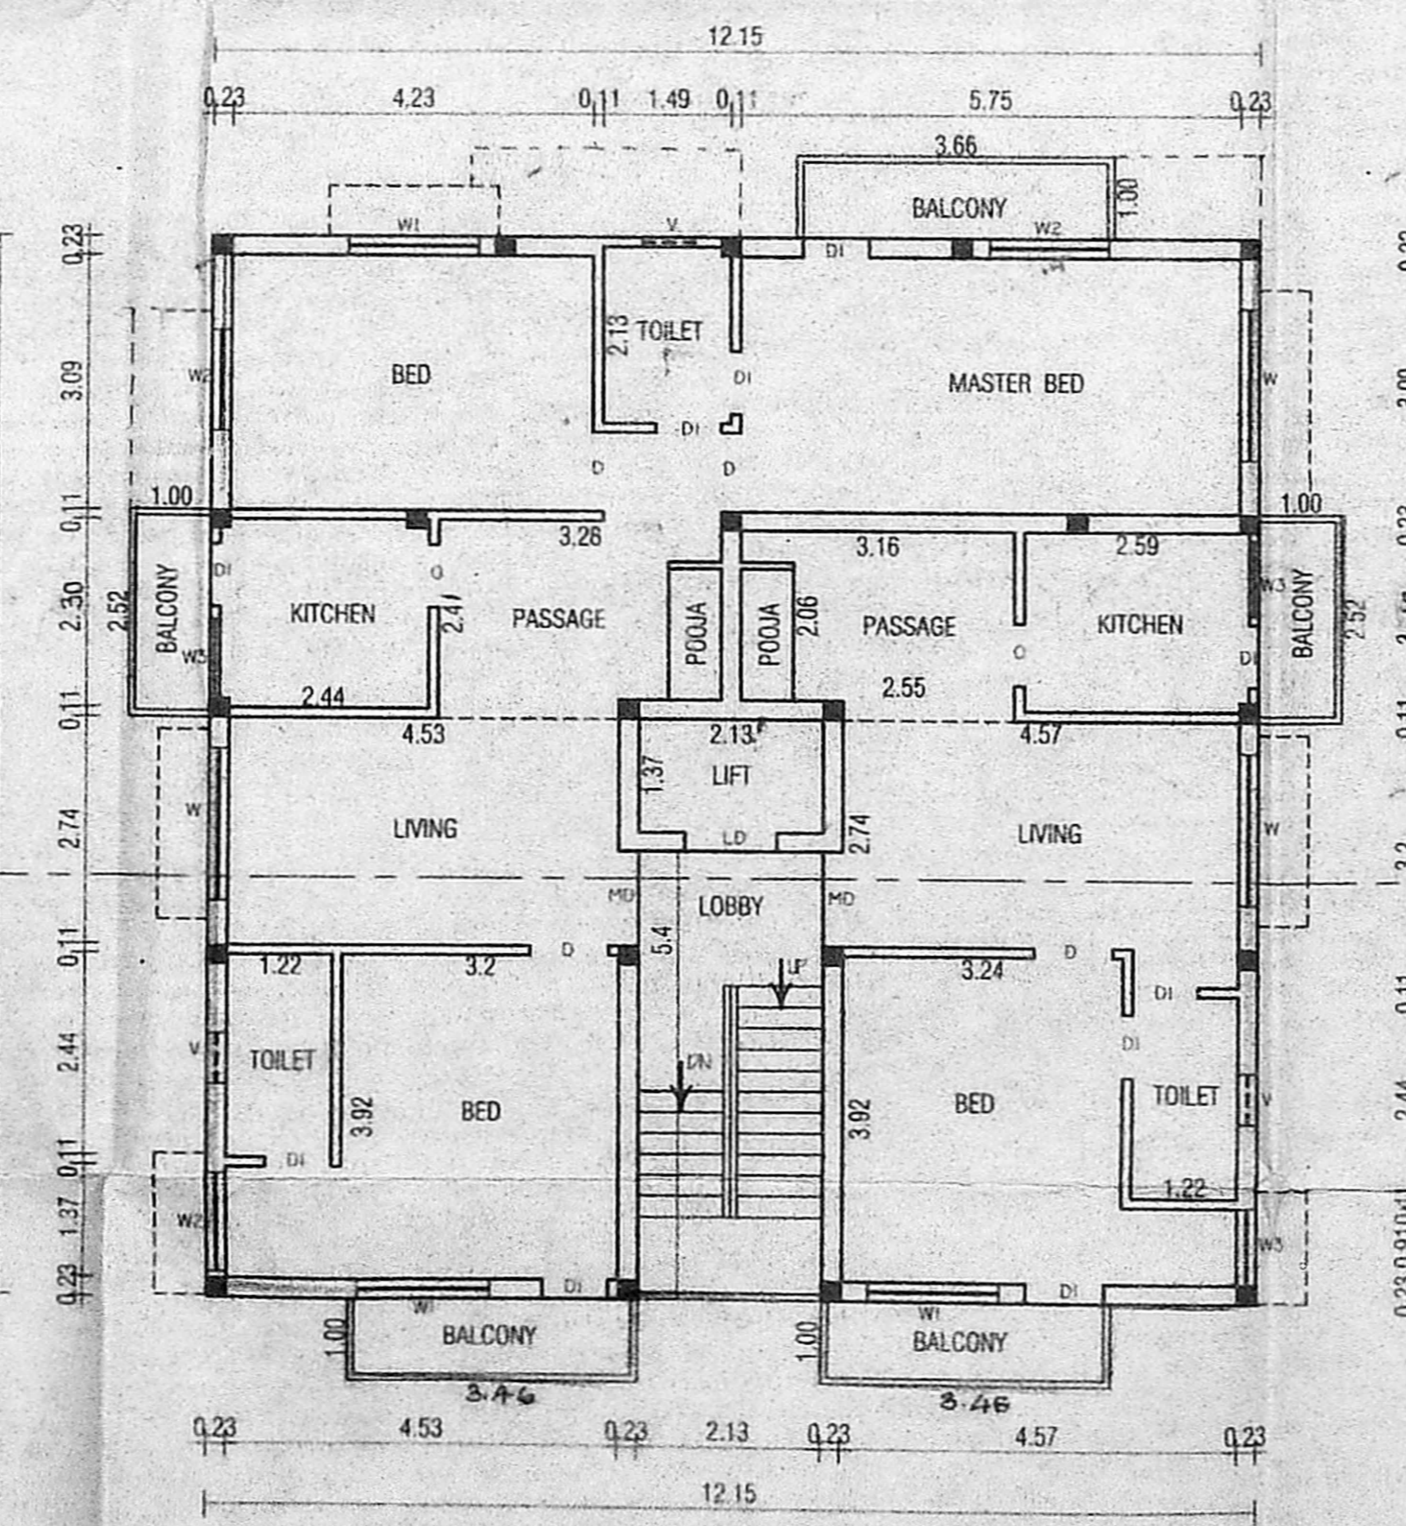 12.15
0.23 4.23 0.11 1.49 0.11 5.75 0.23
3.66
BALCONY
1.00
W1 V W2
D1
0.23
3.09
0.11
2.30
0.11
2.74
0.11
2.44
0.11
1.37
0.23
2.13
TOILET
BED
MASTER BED
W2
D1
W
D1
D D
1.00
1.00
3.26
3.16
2.59
BALCONY
2.52
D1
W3
KITCHEN
O
2.41
PASSAGE
POOJA
POOJA
2.06
PASSAGE
O
KITCHEN
W3
D1
BALCONY
2.52
2.44
2.55
4.53
2.13
4.57
1.37
LIFT
LD
2.74
W
LIVING
LIVING
W
MD
LOBBY
MD
5.4
D
D
1.22
3.2
3.24
UP
DN
D1
D1
V
TOILET
3.92
BED
3.92
BED
TOILET
V
D1
1.22
W2
W3
W1
D1
W1
D1
1.00
BALCONY
1.00
BALCONY
3.46
3.46
0.23 4.53 0.23 2.13 0.23 4.57 0.23
12.15